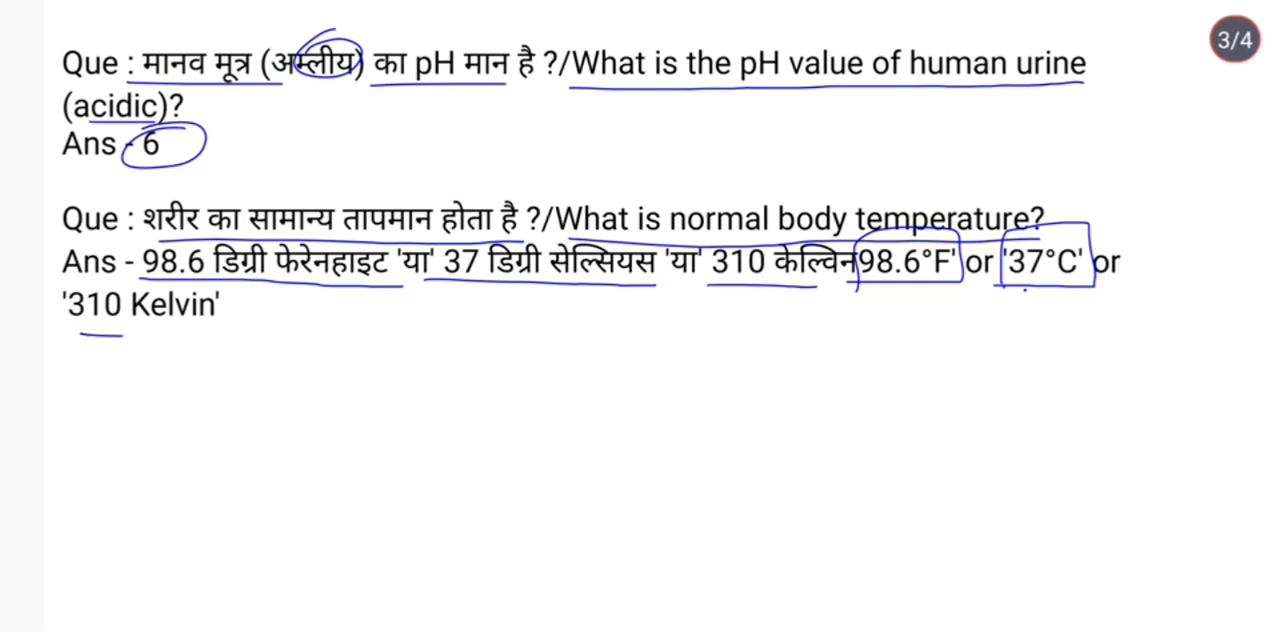 3/4
Que : मानव मूत्र (अम्लीय) का pH मान है ?/What is the pH value of human urine
(acidic)?
Ans - 6
Que : शरीर का सामान्य तापमान होता है ?/What is normal body temperature?
Ans - 98.6 डिग्री फेरेनहाइट 'या' 37 डिग्री सेल्सियस 'या' 310 केल्विन98.6°F' or '37°C' or
'310 Kelvin'